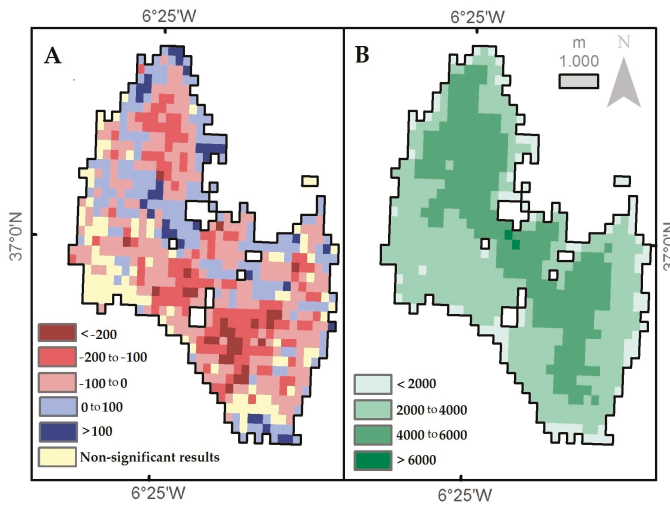 6°25'W
6°25'W
A
B
m
1.000
N
37°0'N
37°0'N
<-200
-200 to -100
-100 to 0
0 to 100
>100
Non-significant results
< 2000
2000 to 4000
4000 to 6000
> 6000
6°25'W
6°25'W